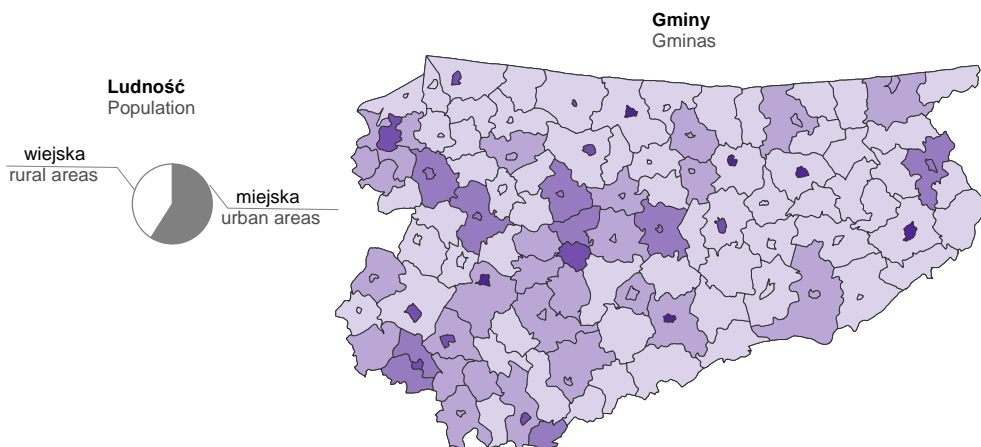 Gminy
Gminas
Ludność
Population
wiejska
rural areas
miejska
urban areas